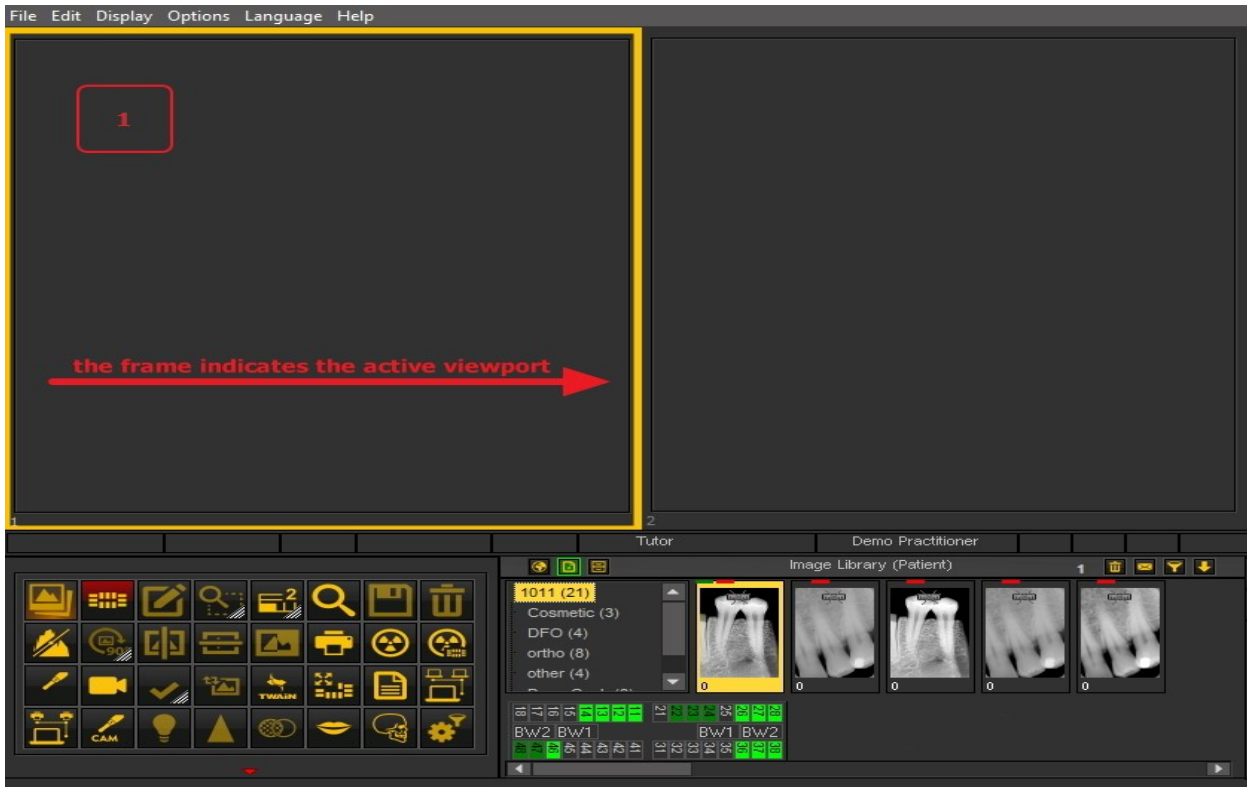 File Edit Display Options Language Help
1
the frame indicates the active viewport
1
2
Tutor Demo Practitioner
Image Library (Patient) 1
1011 (21)
Cosmetic (3)
DFO (4)
ortho (8)
other (4)
0 0 0 0 0
2
90°
TWAIN
CAM
18 17 16 15 14 13 12 11 21 22 23 24 25 26 27 28
BW2 BW1 BW1 BW2
48 47 46 45 44 43 42 41 31 32 33 34 35 36 37 38